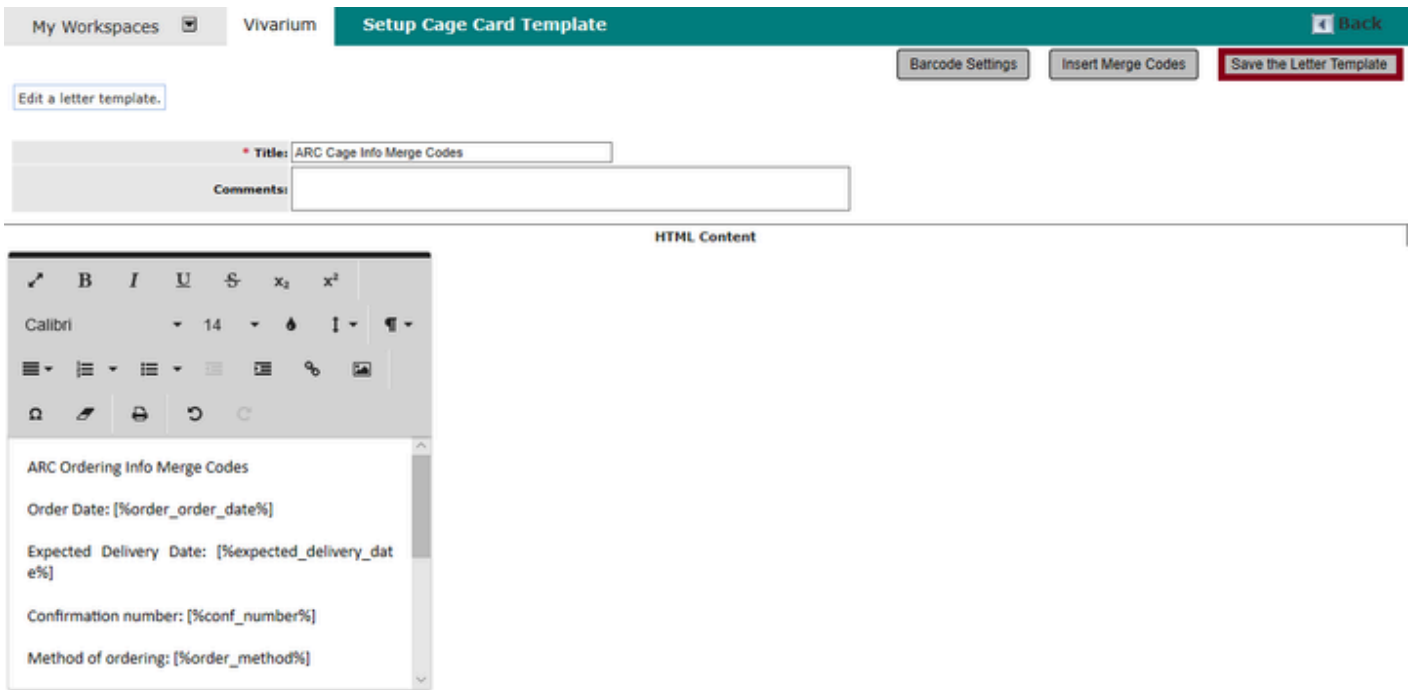 My Workspaces Vivarium Setup Cage Card Template Back
Barcode Settings Insert Merge Codes Save the Letter Template
Edit a letter template.
* Title: ARC Cage Info Merge Codes
Comments:
HTML Content
B I U S x₂ x²
Calibri 14 ¶
Ω
ARC Ordering Info Merge Codes
Order Date: [%order_order_date%]
Expected Delivery Date: [%expected_delivery_dat
e%]
Confirmation number: [%conf_number%]
Method of ordering: [%order_method%]